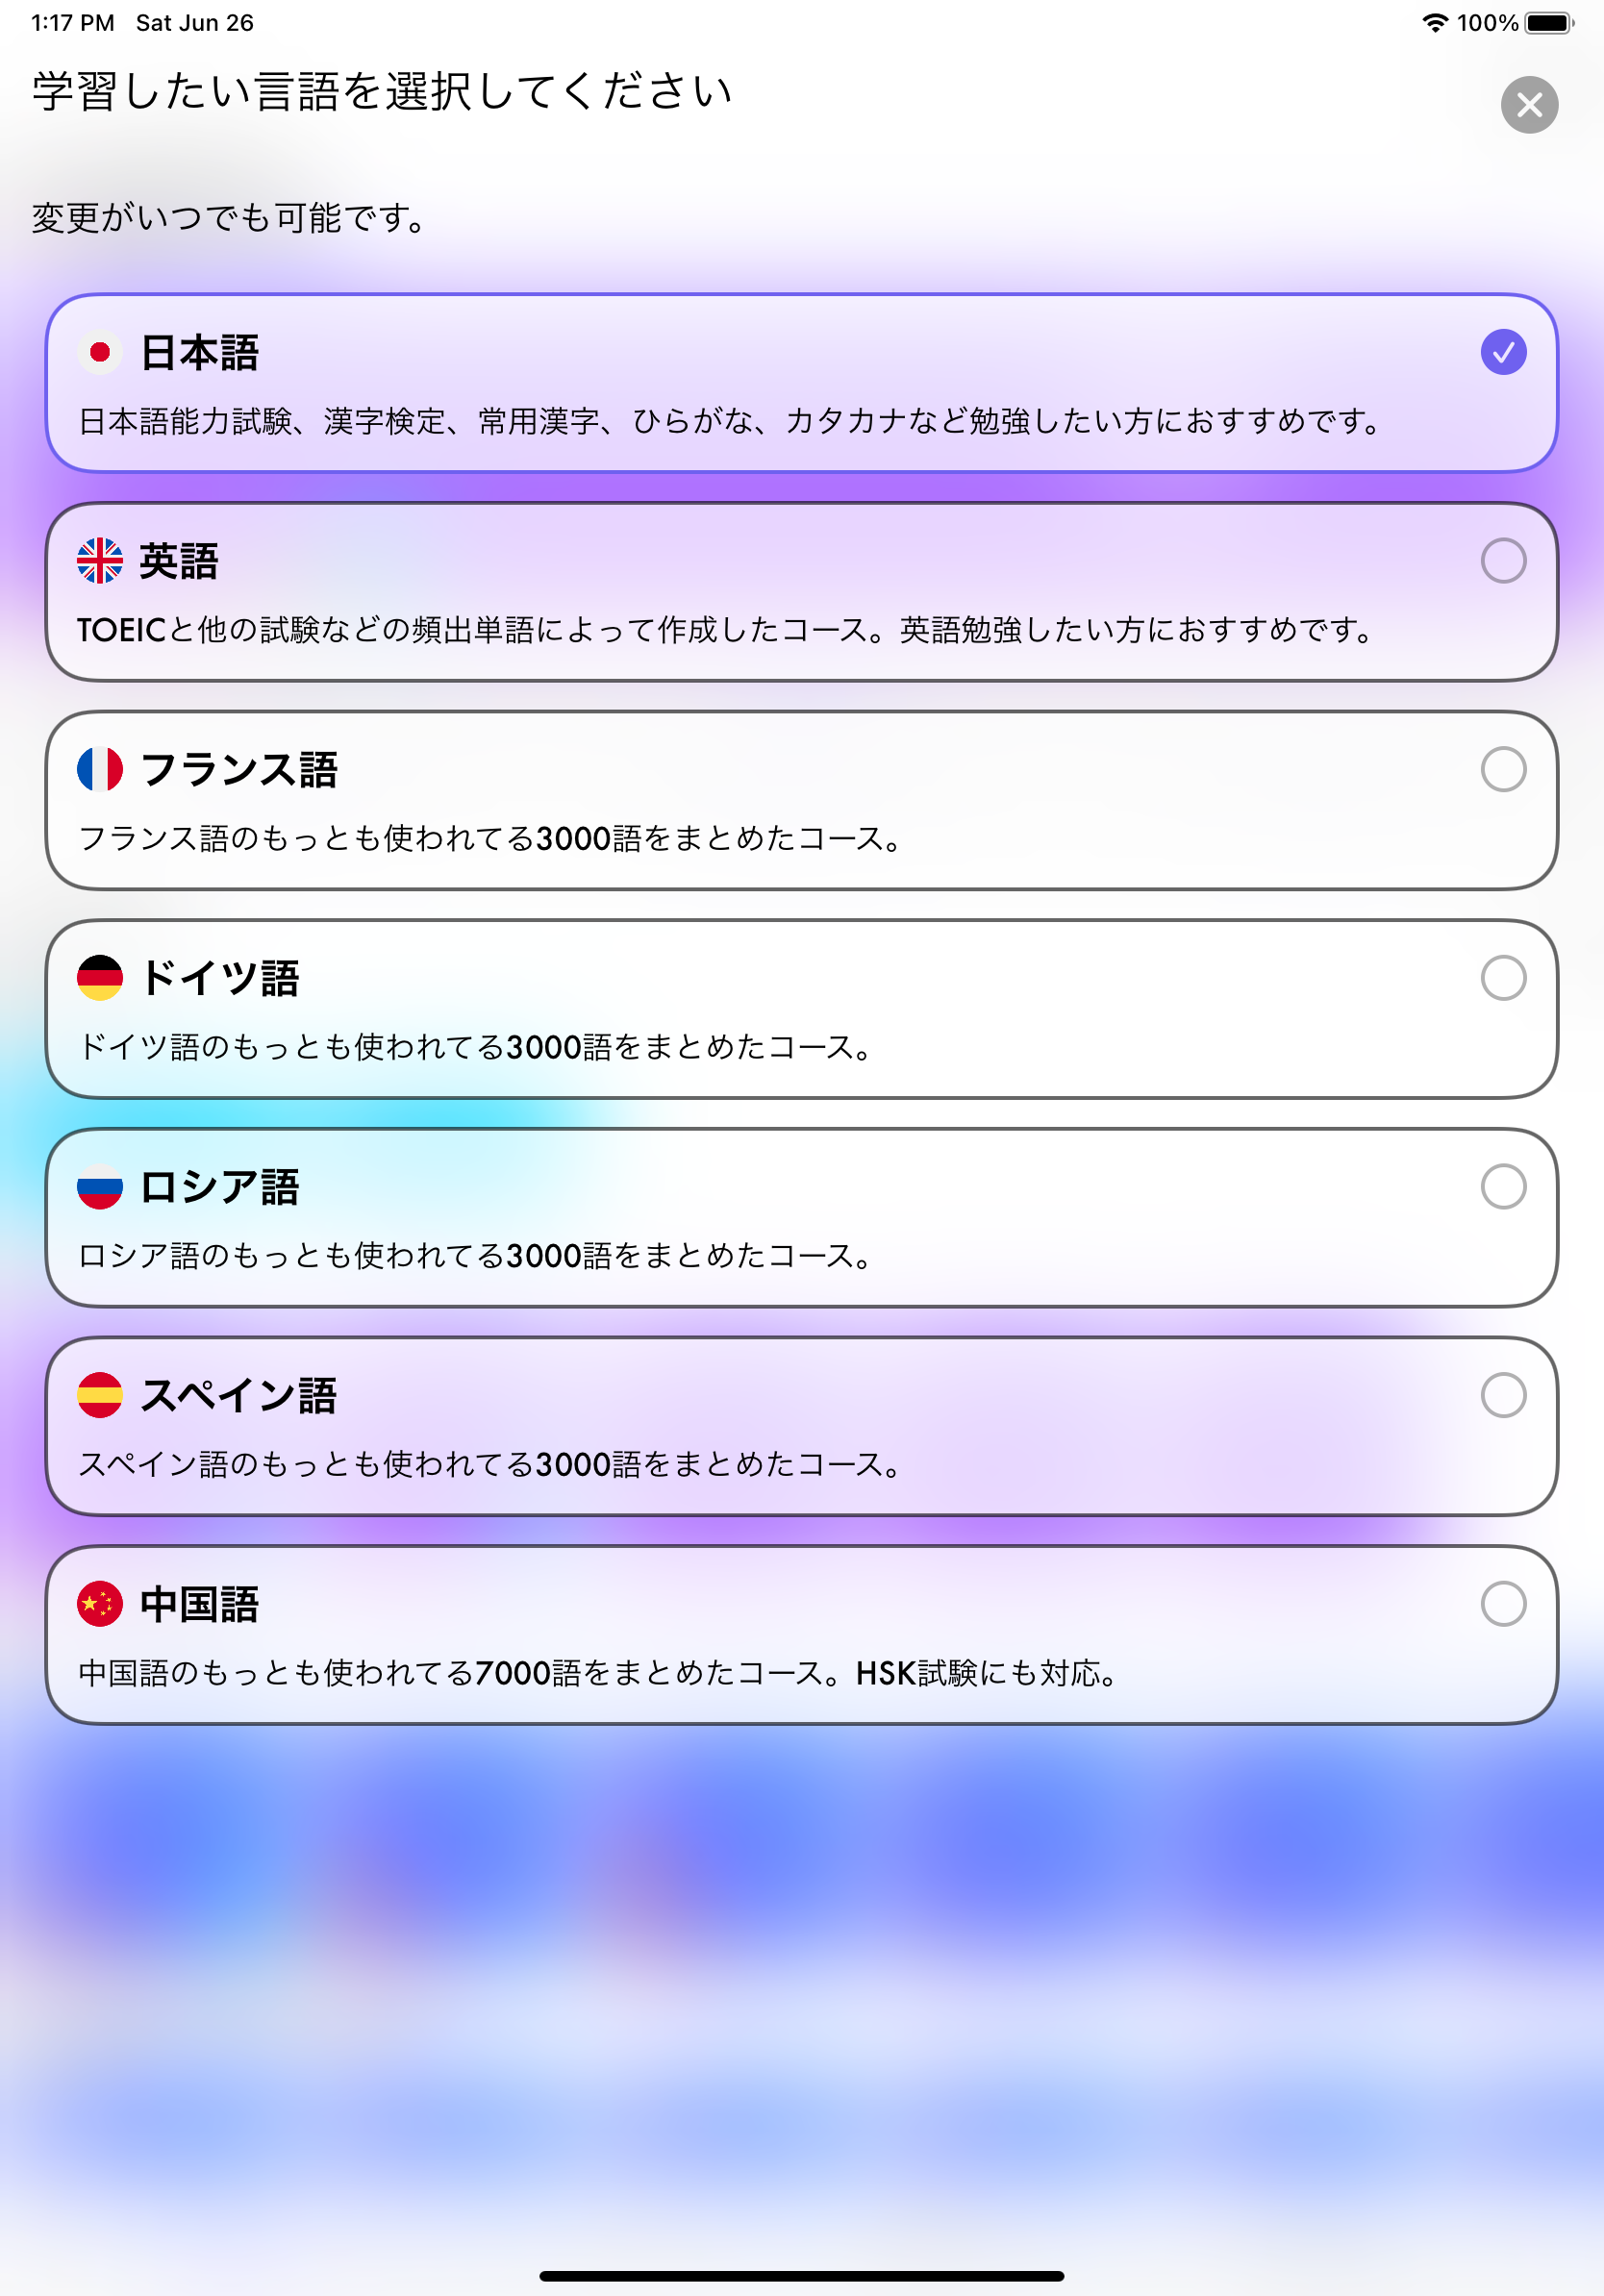 1:17 PM Sat Jun 26
100%
学習したい言語を選択してください
変更がいつでも可能です。
日本語
日本語能力試験、漢字検定、常用漢字、ひらがな、カタカナなど勉強したい方におすすめです。
英語
TOEICと他の試験などの頻出単語によって作成したコース。英語勉強したい方におすすめです。
フランス語
フランス語のもっとも使われてる3000語をまとめたコース。
ドイツ語
ドイツ語のもっとも使われてる3000語をまとめたコース。
ロシア語
ロシア語のもっとも使われてる3000語をまとめたコース。
スペイン語
スペイン語のもっとも使われてる3000語をまとめたコース。
中国語
中国語のもっとも使われてる7000語をまとめたコース。HSK試験にも対応。